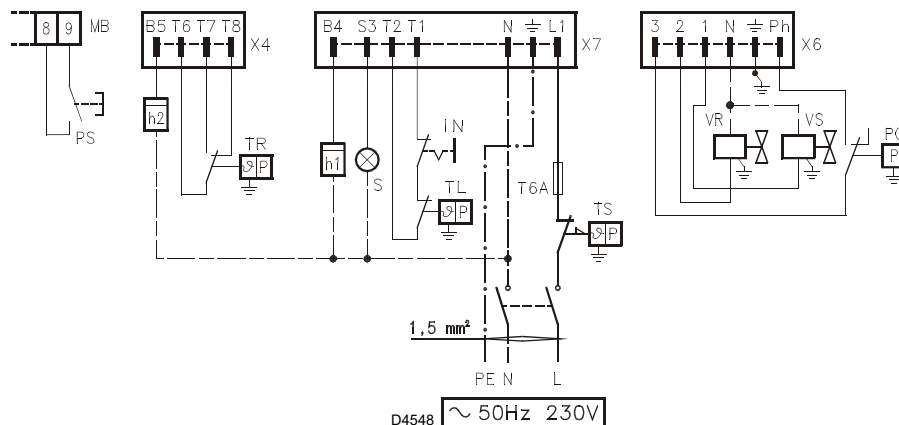 8 9 MB
B5 T6 T7 T8 X4
B4 S3 T2 T1 N L1 X7
3 2 1 N Ph X6
PS
h2
TR
ϑ P
h1
S
IN
TL
ϑ P
T6A
TS
ϑ P
VR VS
P
1,5 mm²
PE N L
D4548 ~ 50Hz 230V